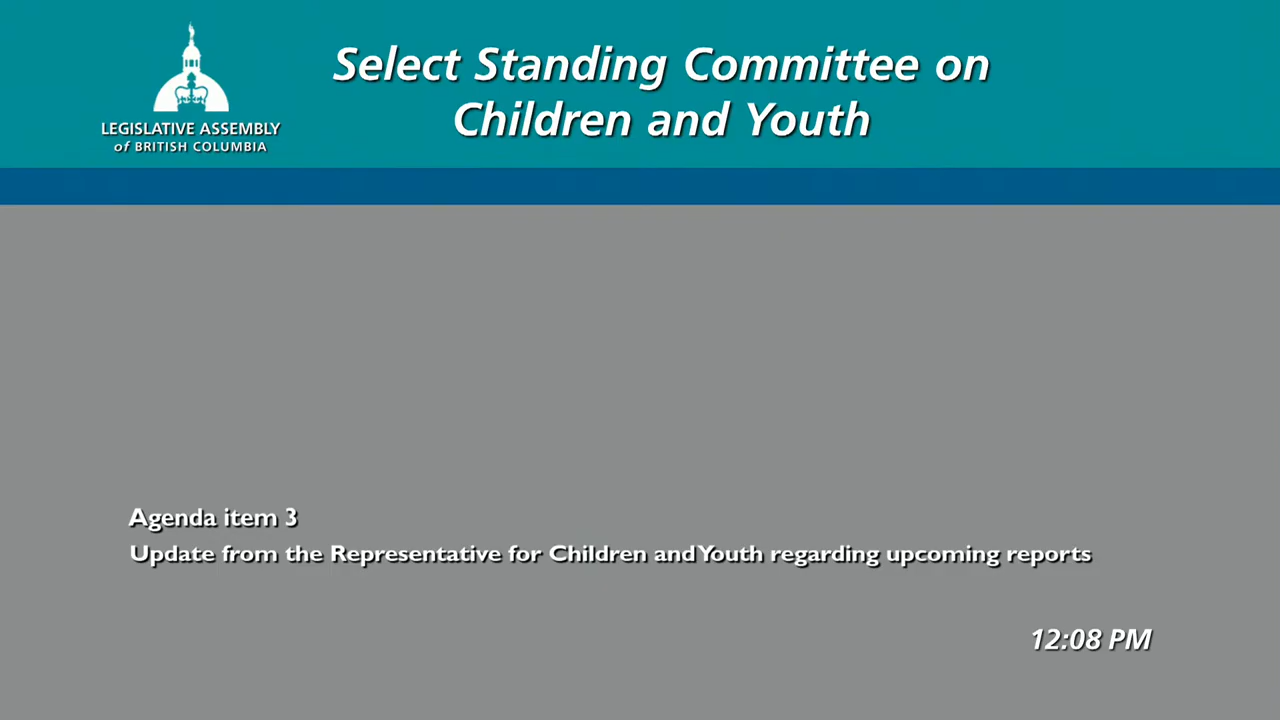 LEGISLATIVE ASSEMBLY
of BRITISH COLUMBIA
Select Standing Committee on
Children and Youth
Agenda item 3
Update from the Representative for Children and Youth regarding upcoming reports
12:08 PM